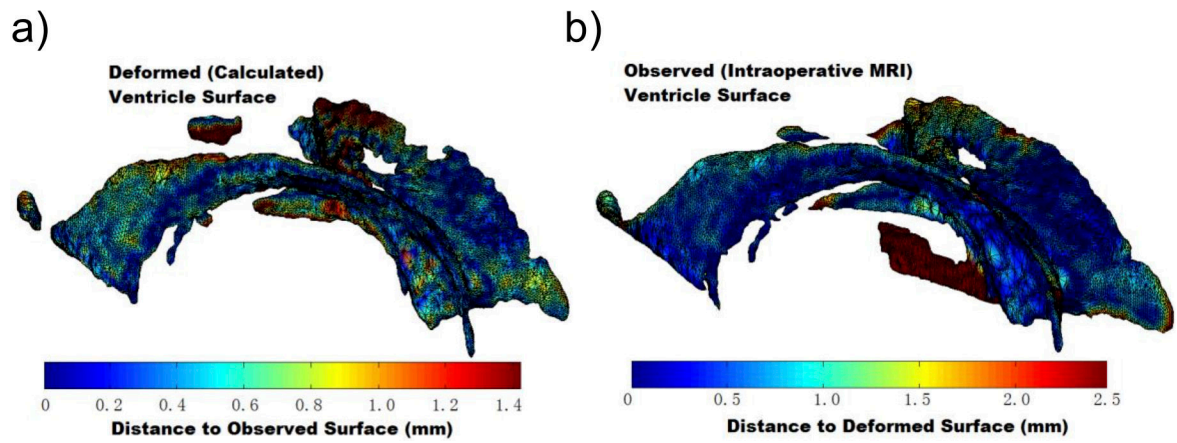 a)
Deformed (Calculated)
Ventricle Surface
0 0.2 0.4 0.6 0.8 1.0 1.2 1.4
Distance to Observed Surface (mm)
b)
Observed (Intraoperative MRI)
Ventricle Surface
0 0.5 1.0 1.5 2.0 2.5
Distance to Deformed Surface (mm)